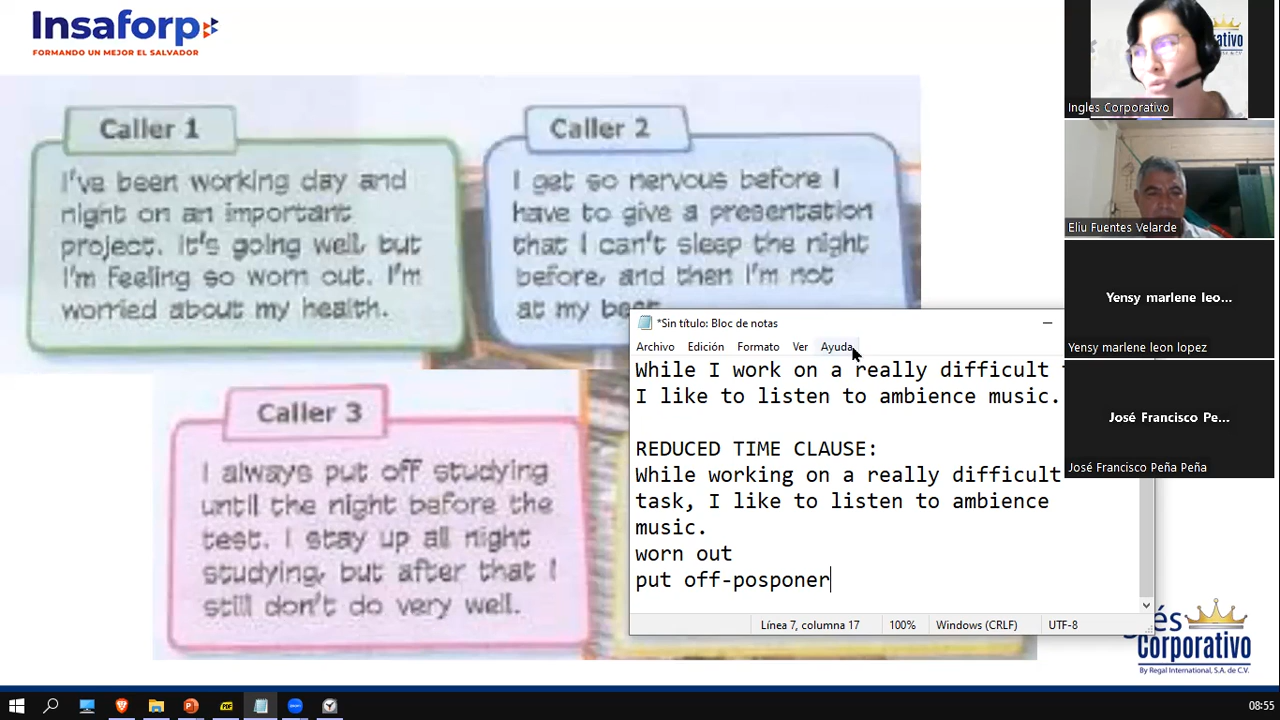 Insaforp
FORMANDO UN MEJOR EL SALVADOR
Caller 1
I've been working day and
night on an important
project. It's going well, but
I'm feeling so worn out. I'm
worried about my health.
Caller 2
I get so nervous before I
have to give a presentation
that I can't sleep the night
before, and then I'm not
at my best
Caller 3
I always put off studying
until the night before the
test. I stay up all night
studying, but after that I
still don't do very well.
*Sin título: Bloc de notas
Archivo Edición Formato Ver Ayuda
While I work on a really difficult
I like to listen to ambience music.
REDUCED TIME CLAUSE:
While working on a really difficult
task, I like to listen to ambience
music.
worn out
put off-posponer
Línea 7, columna 17 100% Windows (CRLF) UTF-8
Ingles Corporativo
Eliu Fuentes Velarde
Yensy marlene leo...
Yensy marlene leon lopez
José Francisco Pe...
José Francisco Peña Peña
Corporativo
By Regal International, S.A. de C.V.
08:55